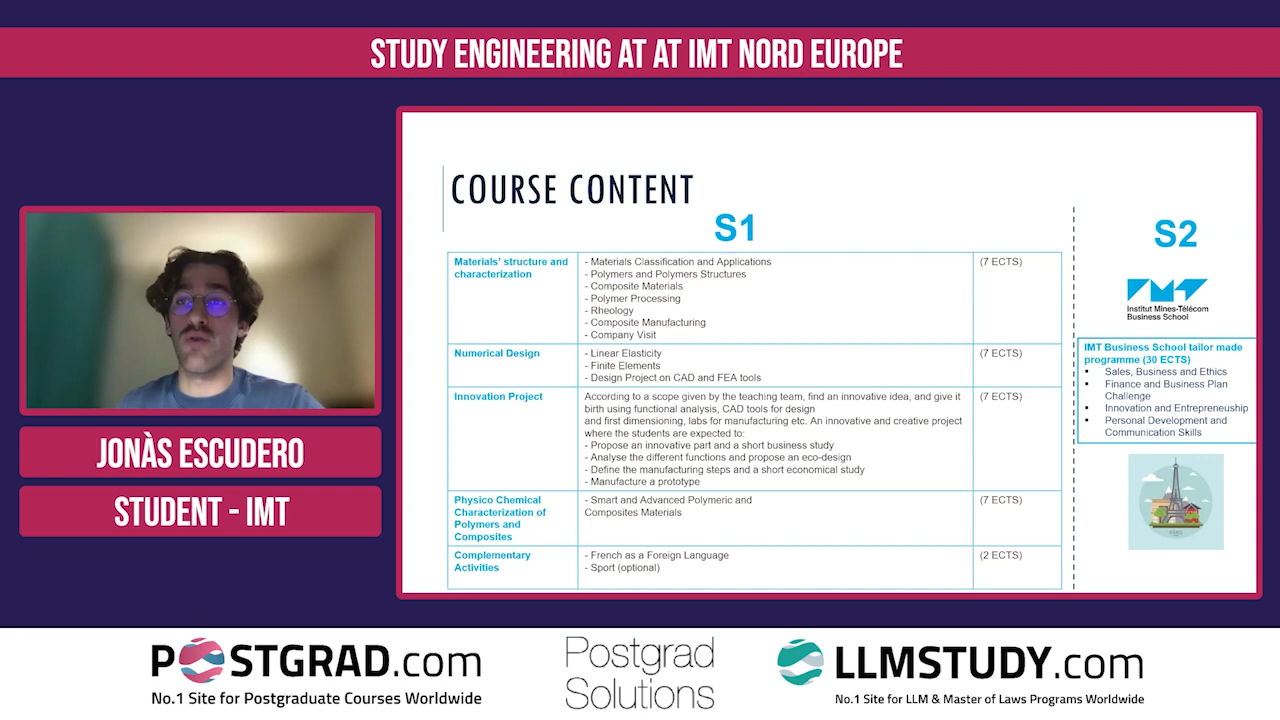 STUDY ENGINEERING AT AT IMT NORD EUROPE
JONÀS ESCUDERO
STUDENT - IMT
COURSE CONTENT
S1
Materials' structure and
characterization
- Materials Classification and Applications
- Polymers and Polymers Structures
- Composite Materials
- Polymer Processing
- Rheology
- Composite Manufacturing
- Company Visit
(7 ECTS)
Numerical Design
- Linear Elasticity
- Finite Elements
- Design Project on CAD and FEA tools
(7 ECTS)
Innovation Project
According to a scope given by the teaching team, find an innovative idea, and give it
birth using functional analysis, CAD tools for design
and first dimensioning, labs for manufacturing etc. An innovative and creative project
where the students are expected to:
- Propose an innovative part and a short business study
- Analyse the different functions and propose an eco-design
- Define the manufacturing steps and a short economical study
- Manufacture a prototype
(7 ECTS)
Physico Chemical
Characterization of
Polymers and
Composites
- Smart and Advanced Polymeric and
Composites Materials
(7 ECTS)
Complementary
Activities
- French as a Foreign Language
- Sport (optional)
(2 ECTS)
S2
IMT
Institut Mines-Télécom
Business School
IMT Business School tailor made
programme (30 ECTS)
▪ Sales, Business and Ethics
▪ Finance and Business Plan
Challenge
▪ Innovation and Entrepreneurship
▪ Personal Development and
Communication Skills
PARIS
POSTGRAD.com
No.1 Site for Postgraduate Courses Worldwide
Postgrad
Solutions
LLMSTUDY.com
No.1 Site for LLM & Master of Laws Programs Worldwide